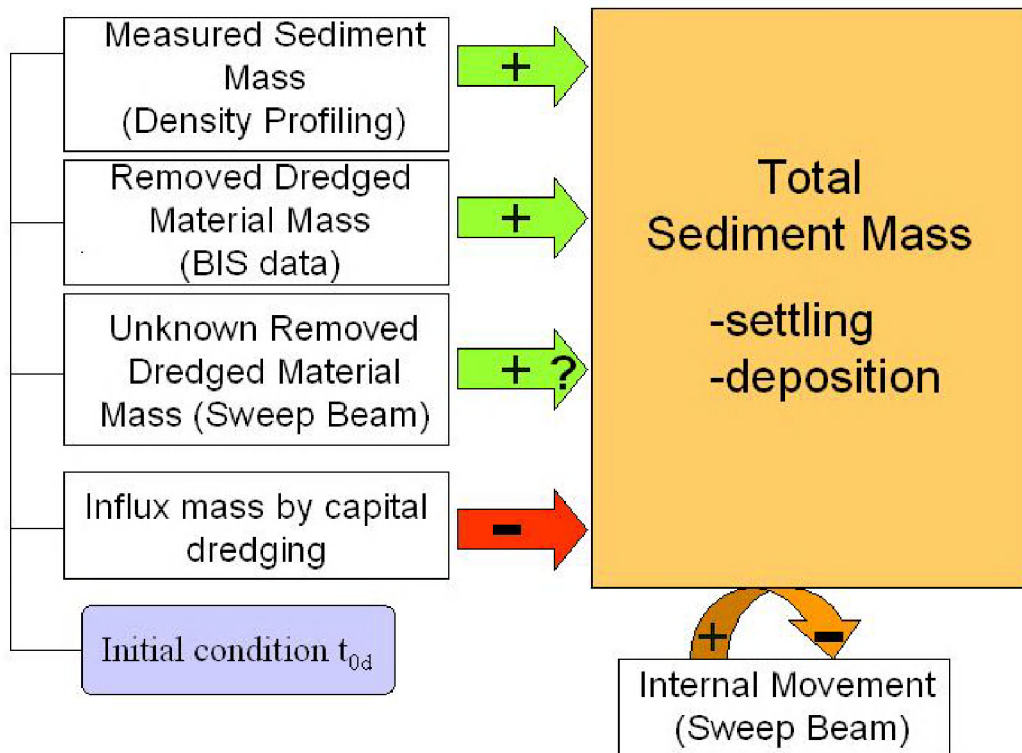 Measured Sediment
Mass
(Density Profiling)
+
Removed Dredged
Material Mass
(BIS data)
+
Unknown Removed
Dredged Material
Mass (Sweep Beam)
+ ?
Influx mass by capital
dredging
-
Initial condition t0d
Total
Sediment Mass
-settling
-deposition
+ -
Internal Movement
(Sweep Beam)